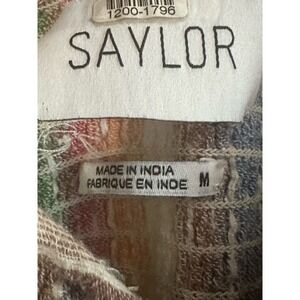 1200-1796
SAYLOR
MADE IN INDIA
FABRIQUE EN INDE
M